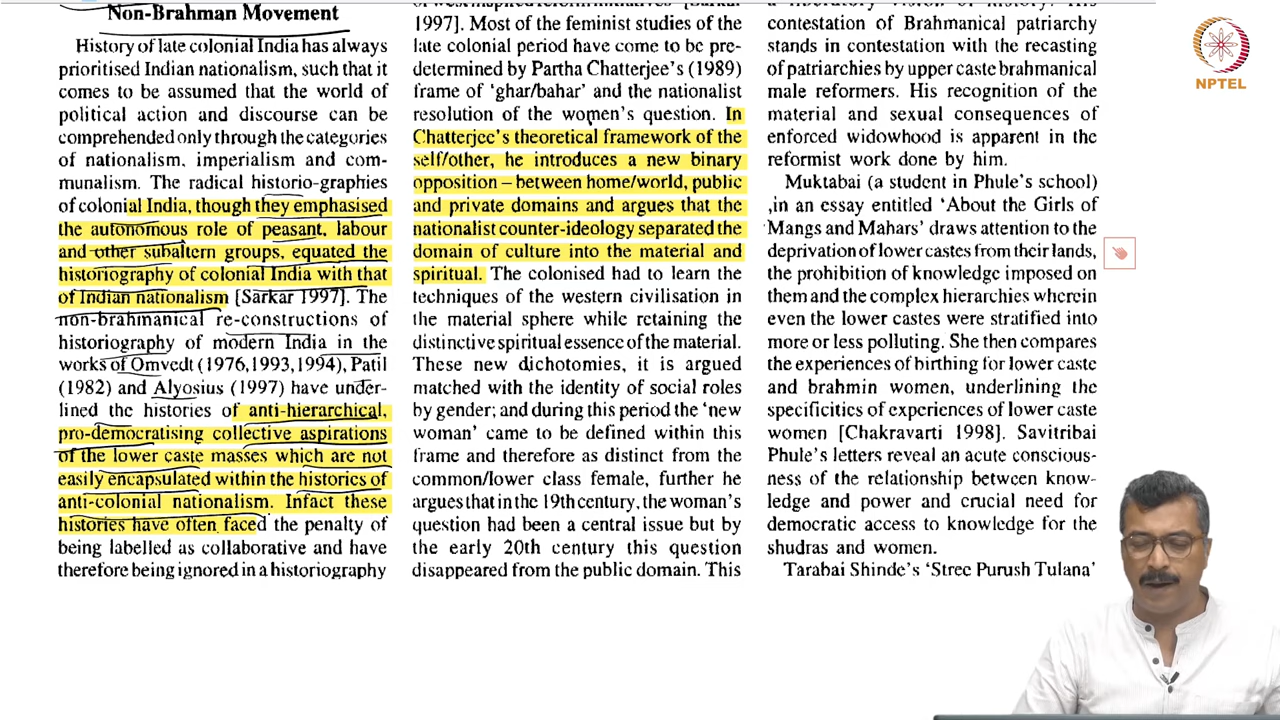 Non-Brahman Movement
History of late colonial India has always
prioritised Indian nationalism, such that it
comes to be assumed that the world of
political action and discourse can be
comprehended only through the categories
of nationalism, imperialism and com-
munalism. The radical historio-graphies
of colonial India, though they emphasised
the autonomous role of peasant, labour
and other subaltern groups, equated the
historiography of colonial India with that
of Indian nationalism [Sarkar 1997]. The
non-brahmanical re-constructions of
historiography of modern India in the
works of Omvedt (1976,1993,1994), Patil
(1982) and Alyosius (1997) have under-
lined the histories of anti-hierarchical,
pro-democratising collective aspirations
of the lower caste masses which are not
easily encapsulated within the histories of
anti-colonial nationalism. Infact these
histories have often faced the penalty of
being labelled as collaborative and have
therefore being ignored in a historiography
1997]. Most of the feminist studies of the
late colonial period have come to be pre-
determined by Partha Chatterjee's (1989)
frame of 'ghar/bahar' and the nationalist
resolution of the women's question. In
Chatterjee's theoretical framework of the
self/other, he introduces a new binary
opposition – between home/world, public
and private domains and argues that the
nationalist counter-ideology separated the
domain of culture into the material and
spiritual. The colonised had to learn the
techniques of the western civilisation in
the material sphere while retaining the
distinctive spiritual essence of the material.
These new dichotomies, it is argued
matched with the identity of social roles
by gender; and during this period the 'new
woman' came to be defined within this
frame and therefore as distinct from the
common/lower class female, further he
argues that in the 19th century, the woman's
question had been a central issue but by
the early 20th century this question
disappeared from the public domain. This
contestation of Brahmanical patriarchy
stands in contestation with the recasting
of patriarchies by upper caste brahmanical
male reformers. His recognition of the
material and sexual consequences of
enforced widowhood is apparent in the
reformist work done by him.
Muktabai (a student in Phule's school)
,in an essay entitled 'About the Girls of
Mangs and Mahars' draws attention to the
deprivation of lower castes from their lands,
the prohibition of knowledge imposed on
them and the complex hierarchies wherein
even the lower castes were stratified into
more or less polluting. She then compares
the experiences of birthing for lower caste
and brahmin women, underlining the
specificities of experiences of lower caste
women [Chakravarti 1998]. Savitribai
Phule's letters reveal an acute conscious-
ness of the relationship between know-
ledge and power and crucial need for
democratic access to knowledge for the
shudras and women.
Tarabai Shinde's 'Stree Purush Tulana'
NPTEL